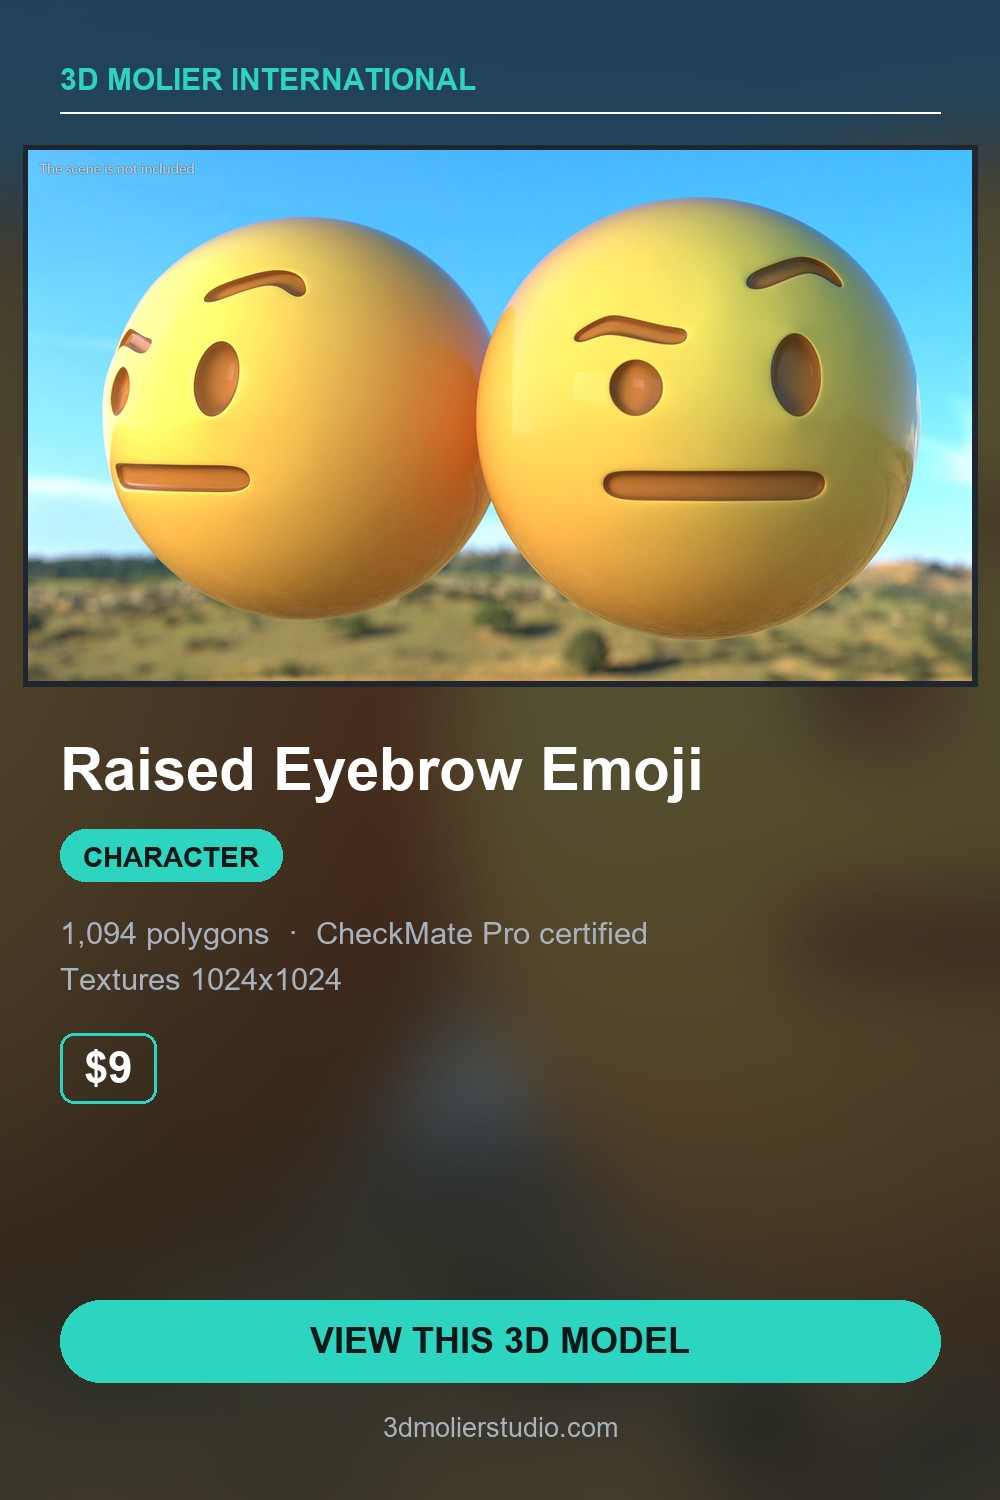 3D MOLIER INTERNATIONAL
The scene is not included
Raised Eyebrow Emoji
CHARACTER
1,094 polygons · CheckMate Pro certified
Textures 1024x1024
$9
VIEW THIS 3D MODEL
3dmolierstudio.com